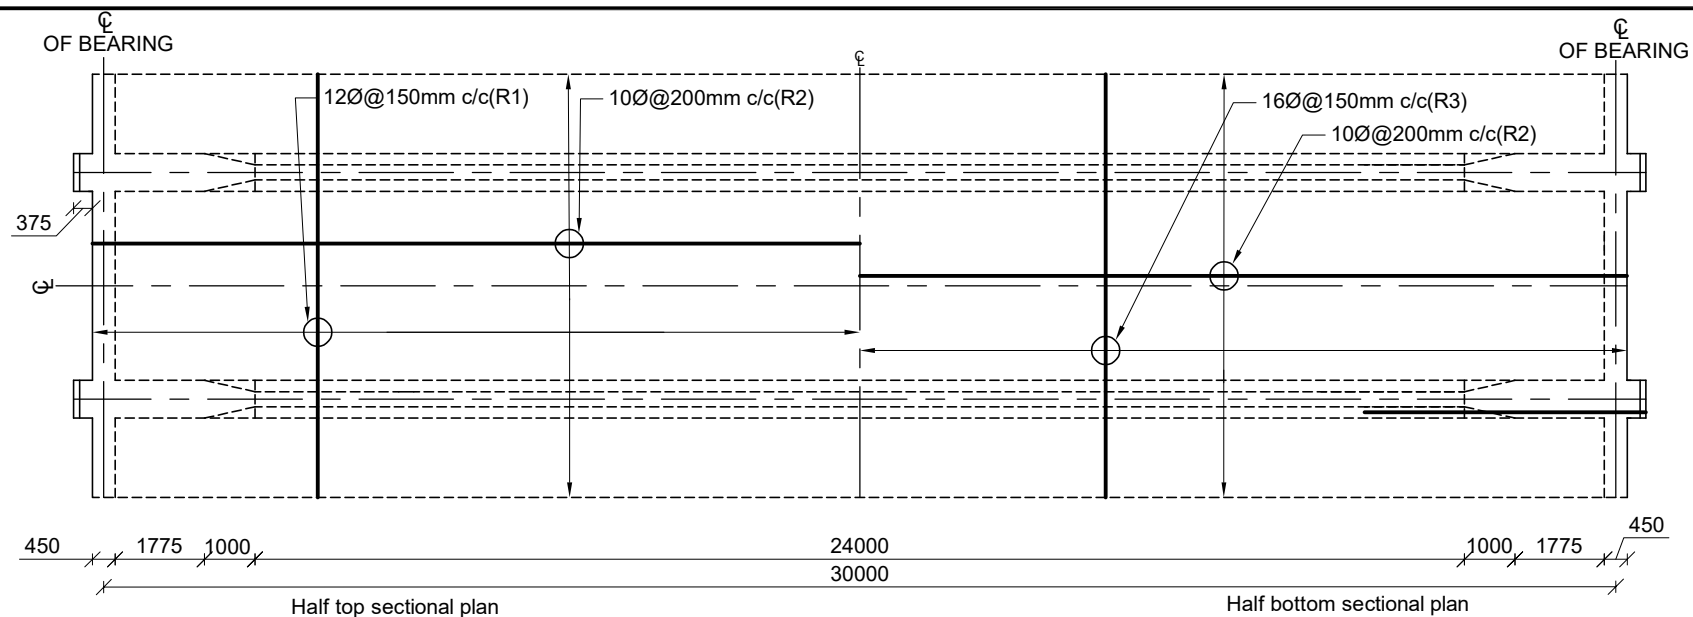 ℄
OF BEARING
℄
OF BEARING
℄
12Ø@150mm c/c(R1)
10Ø@200mm c/c(R2)
16Ø@150mm c/c(R3)
10Ø@200mm c/c(R2)
375
℄
450
1775
1000
24000
1000
1775
450
30000
Half top sectional plan
Half bottom sectional plan